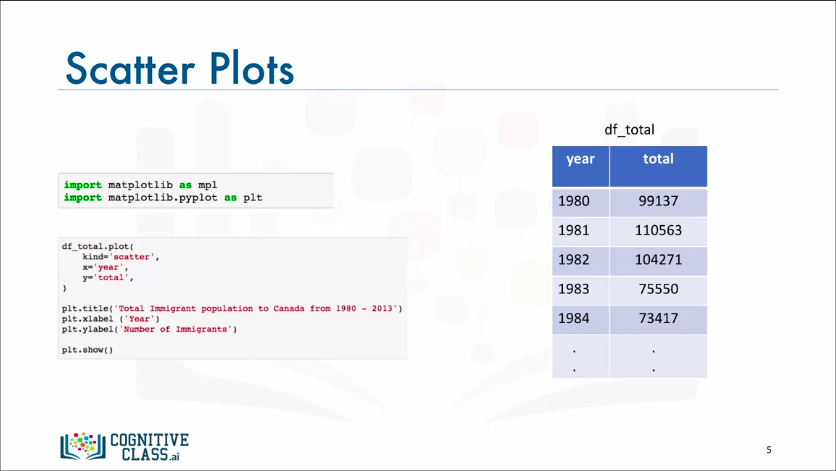 Scatter Plots
import matplotlib as mpl
import matplotlib.pyplot as plt
df_total.plot(
    kind='scatter',
    x='year',
    y='total',
)
plt.title('Total Immigrant population to Canada from 1980 - 2013')
plt.xlabel ('Year')
plt.ylabel('Number of Immigrants')
plt.show()
df_total
year total
1980 99137
1981 110563
1982 104271
1983 75550
1984 73417
. .
. .
COGNITIVE
CLASS.ai
5